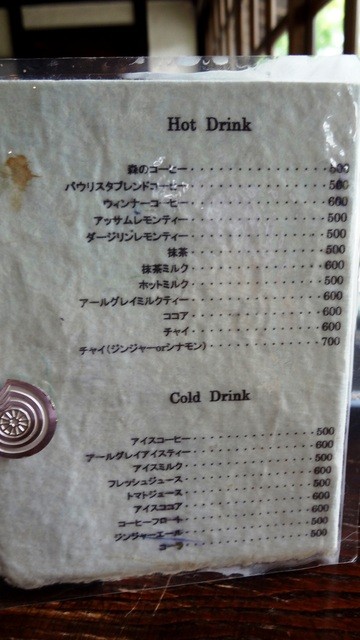 Hot Drink
森のコーヒー・・・・・・・・・・500
パウリスタブレンドコーヒー・・・・・・・・・・500
ウィンナーコーヒー・・・・・・・・・・600
アッサムレモンティー・・・・・・・・・・500
ダージリンレモンティー・・・・・・・・・・500
抹茶・・・・・・・・・・500
抹茶ミルク・・・・・・・・・・600
ホットミルク・・・・・・・・・・500
アールグレイミルクティー・・・・・・・・・・600
ココア・・・・・・・・・・600
チャイ・・・・・・・・・・600
チャイ(ジンジャーorシナモン)・・・・・・・・・700
Cold Drink
アイスコーヒー・・・・・・・・・・500
アールグレイアイスティー・・・・・・・・・・600
アイスミルク・・・・・・・・・・500
フレッシュジュース・・・・・・・・・・600
トマトジュース・・・・・・・・・・500
アイスココア・・・・・・・・・・600
コーヒーフロート・・・・・・・・・・600
ジンジャーエール・・・・・・・・・・500
コーラ・・・・・・・・・・500